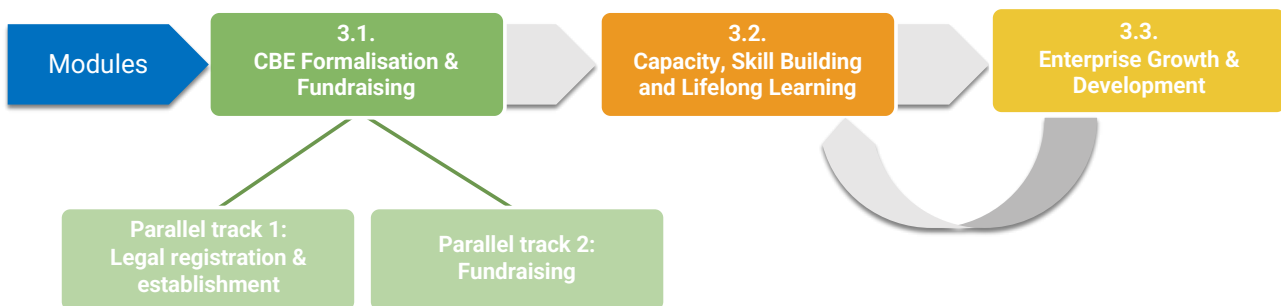 Modules
3.1.
CBE Formalisation &
Fundraising
3.2.
Capacity, Skill Building
and Lifelong Learning
3.3.
Enterprise Growth &
Development
Parallel track 1:
Legal registration &
establishment
Parallel track 2:
Fundraising